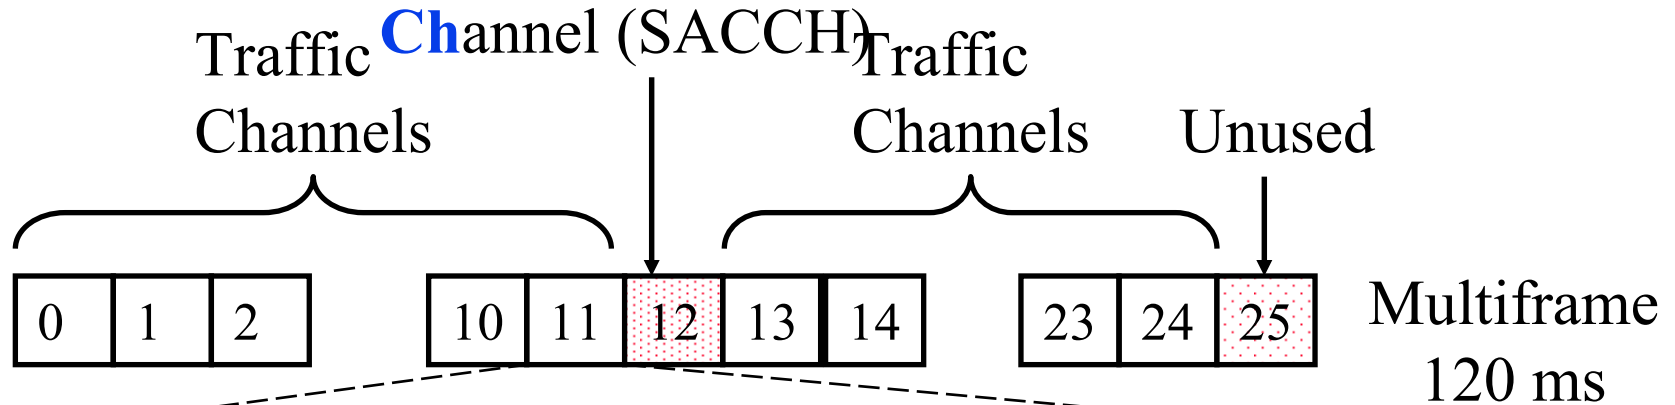 Channel (SACCH)
Traffic
Channels
Traffic
Channels
Unused
0 1 2 10 11 12 13 14 23 24 25
Multiframe
120 ms